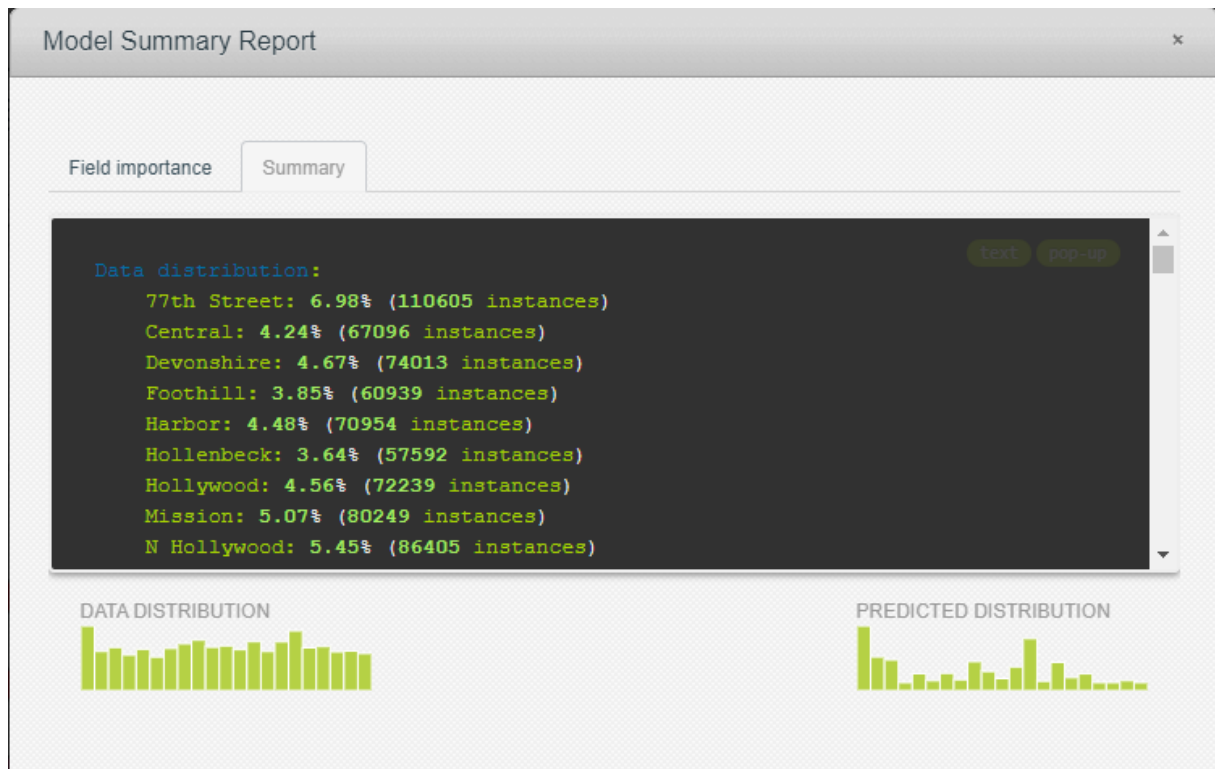 Model Summary Report ×
Field importance Summary
text pop-up
Data distribution:
77th Street: 6.98% (110605 instances)
Central: 4.24% (67096 instances)
Devonshire: 4.67% (74013 instances)
Foothill: 3.85% (60939 instances)
Harbor: 4.48% (70954 instances)
Hollenbeck: 3.64% (57592 instances)
Hollywood: 4.56% (72239 instances)
Mission: 5.07% (80249 instances)
N Hollywood: 5.45% (86405 instances)
DATA DISTRIBUTION PREDICTED DISTRIBUTION